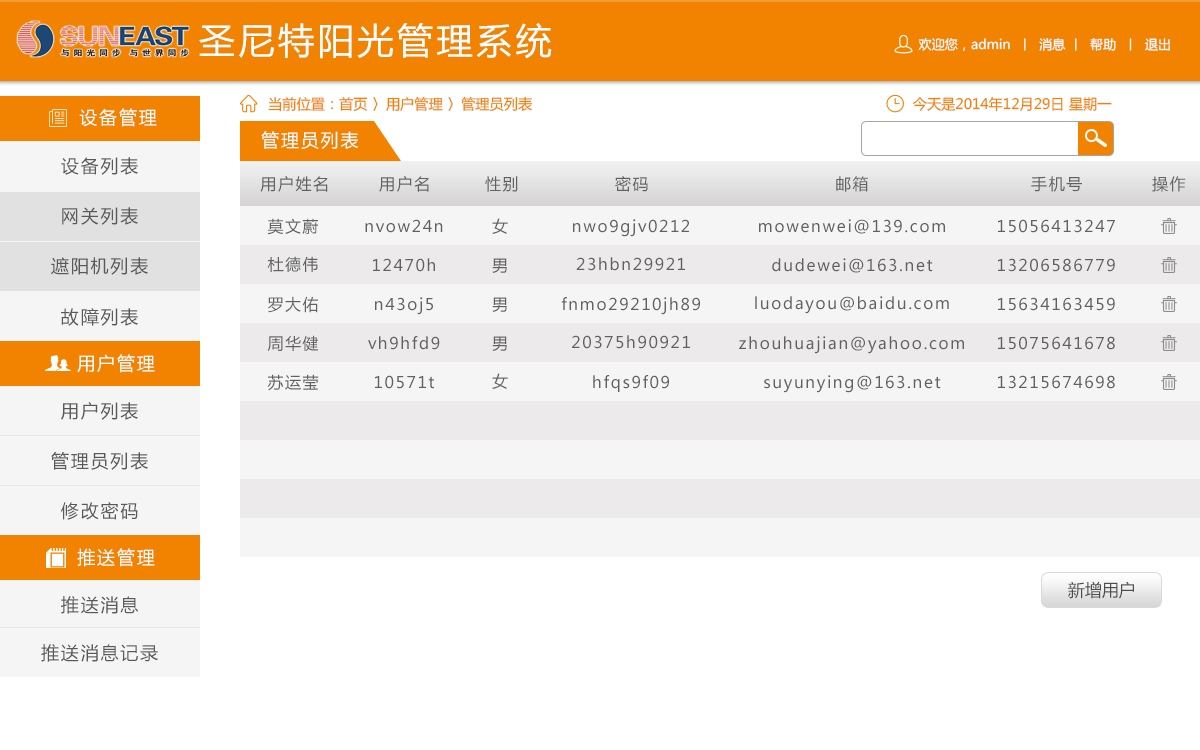 SUNEAST
与阳光同步 与世界同步
圣尼特阳光管理系统
欢迎您，admin | 消息 | 帮助 | 退出
当前位置：首页 〉用户管理 〉管理员列表
今天是2014年12月29日 星期一
设备管理
设备列表
网关列表
遮阳机列表
故障列表
用户管理
用户列表
管理员列表
修改密码
推送管理
推送消息
推送消息记录
管理员列表
用户姓名 用户名 性别 密码 邮箱 手机号 操作
莫文蔚 nvow24n 女 nwo9gjv0212 mowenwei@139.com 15056413247
杜德伟 12470h 男 23hbn29921 dudewei@163.net 13206586779
罗大佑 n43oj5 男 fnmo29210jh89 luodayou@baidu.com 15634163459
周华健 vh9hfd9 男 20375h90921 zhouhuajian@yahoo.com 15075641678
苏运莹 10571t 女 hfqs9f09 suyunying@163.net 13215674698
新增用户